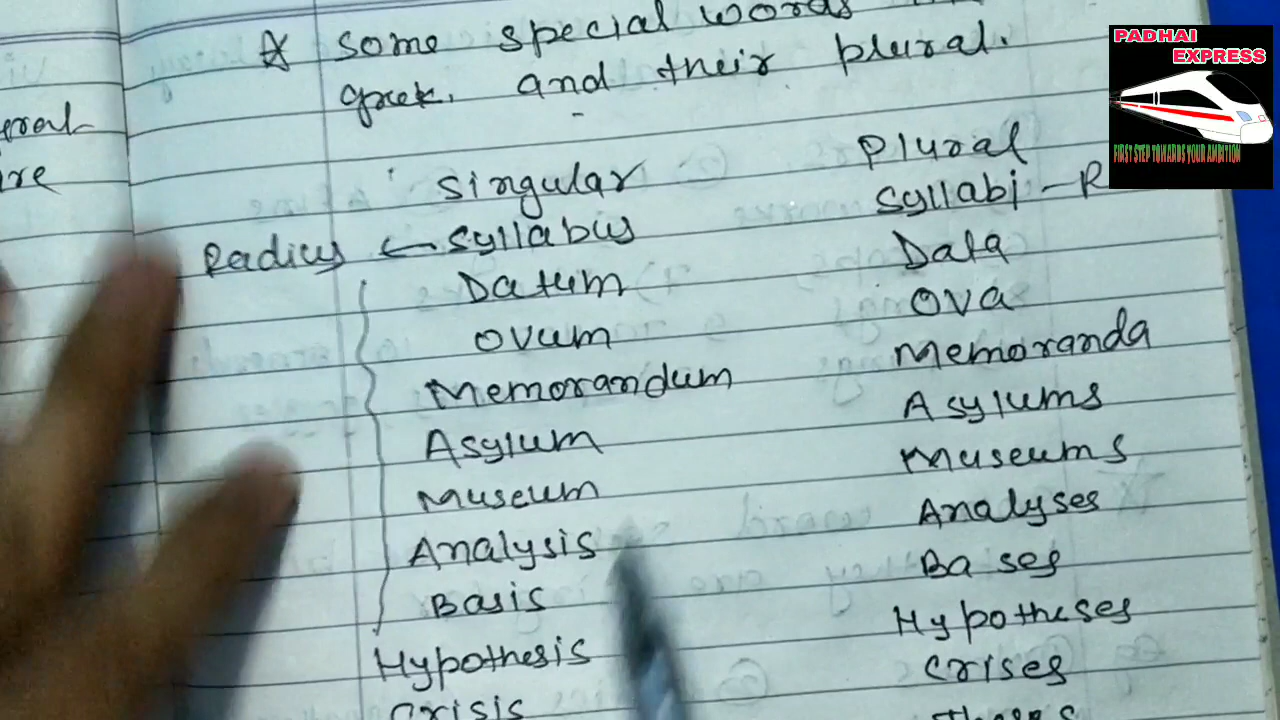 PADHAI
EXPRESS
FIRST STEP TOWARDS YOUR AMBITION
☆ Some special words
greek. and their plural.
Singular Plural
Radius ← Syllabus Syllabi - R
Datum Data
Ovum Ova
Memorandum Memoranda
Asylum Asylums
Museum Museums
Analysis Analyses
Basis Bases
Hypothesis Hypotheses
Crisis Crises